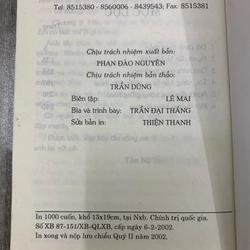 Tel: 8515380 - 8560006 - 8439543; Fax: 8515381
Chịu trách nhiệm xuất bản:
PHAN ĐÀO NGUYÊN
Chịu trách nhiệm bản thảo:
TRẦN DŨNG
Biên tập: LÊ MAI
Bìa và trình bày: TRẦN ĐẠI THẮNG
Sửa bản in: THIỆN THANH
In 1000 cuốn, khổ 13x19cm, tại Nxb. Chính trị quốc gia.
Số XB 87-151/XB-QLXB, cấp ngày 6-2-2002.
In xong và nộp lưu chiểu Quý II năm 2002.